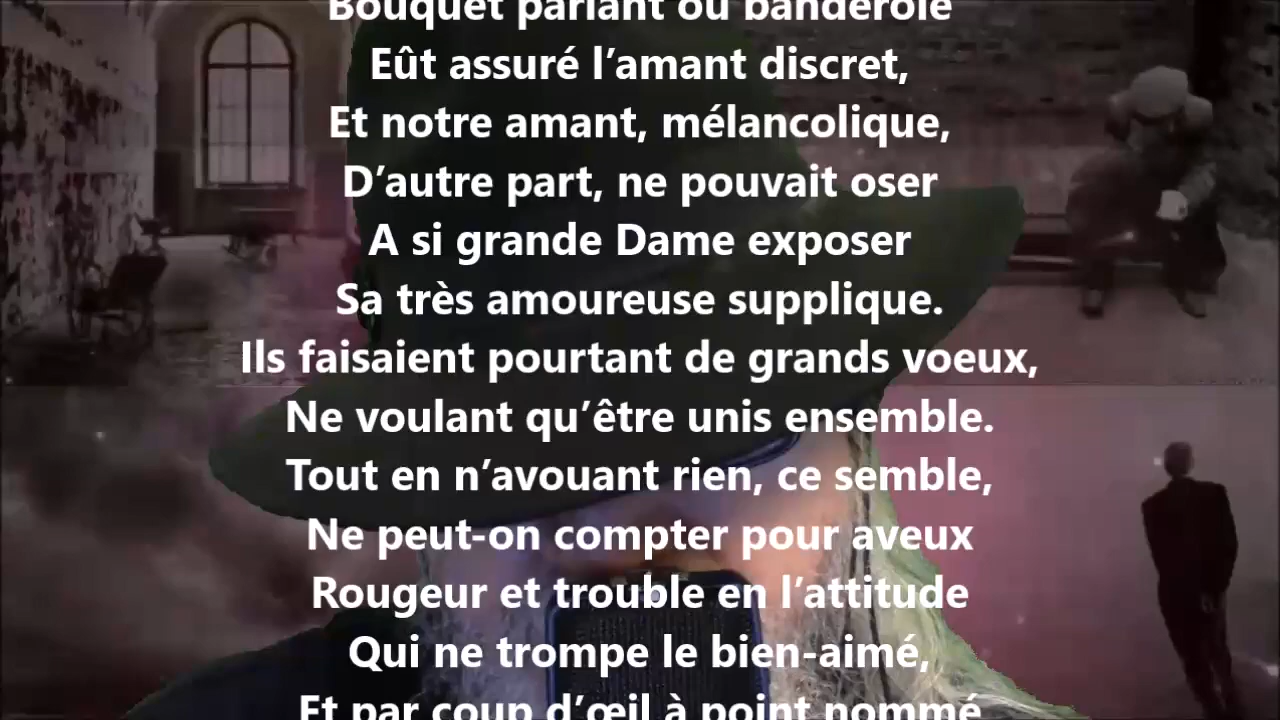 Bouquet parlant ou banderole
Eût assuré l’amant discret,
Et notre amant, mélancolique,
D’autre part, ne pouvait oser
A si grande Dame exposer
Sa très amoureuse supplique.
Ils faisaient pourtant de grands voeux,
Ne voulant qu’être unis ensemble.
Tout en n’avouant rien, ce semble,
Ne peut-on compter pour aveux
Rougeur et trouble en l’attitude
Qui ne trompe le bien-aimé,
Et par coup d’œil à point nommé